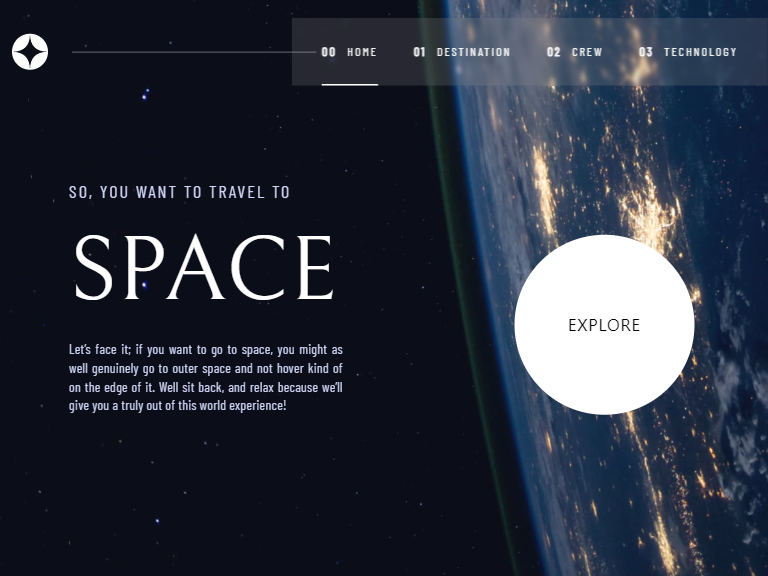 00 HOME 01 DESTINATION 02 CREW 03 TECHNOLOGY
SO, YOU WANT TO TRAVEL TO
SPACE
Let's face it; if you want to go to space, you might as
well genuinely go to outer space and not hover kind of
on the edge of it. Well sit back, and relax because we'll
give you a truly out of this world experience!
EXPLORE